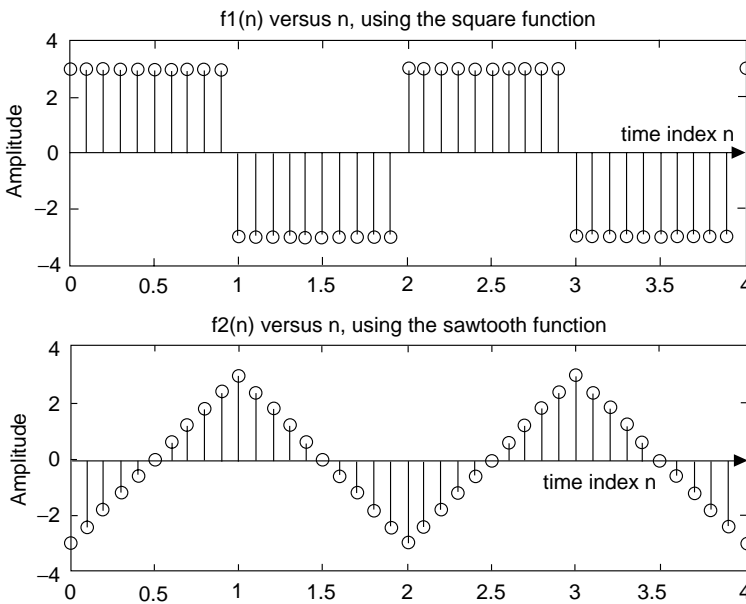 f1(n) versus n, using the square function
4
2
0
−2
−4
Amplitude
time index n
0 0.5 1 1.5 2 2.5 3 3.5 4
f2(n) versus n, using the sawtooth function
4
2
0
−2
−4
Amplitude
time index n
0 0.5 1 1.5 2 2.5 3 3.5 4